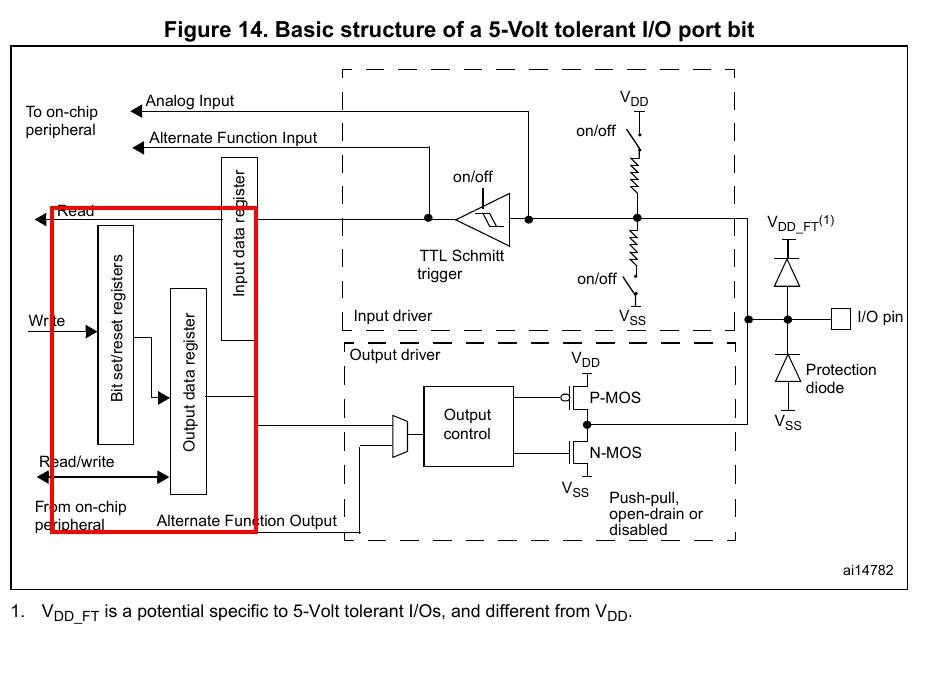 Figure 14. Basic structure of a 5-Volt tolerant I/O port bit
To on-chip
peripheral
Analog Input
Alternate Function Input
Read
Input data register
Write
Bit set/reset registers
Output data register
Read/write
From on-chip
peripheral
Alternate Function Output
on/off
TTL Schmitt
trigger
VDD
on/off
on/off
VSS
Input driver
Output driver
Output
control
VDD
P-MOS
N-MOS
VSS
Push-pull,
open-drain or
disabled
VDD_FT(1)
I/O pin
Protection
diode
VSS
ai14782
1. VDD_FT is a potential specific to 5-Volt tolerant I/Os, and different from VDD.